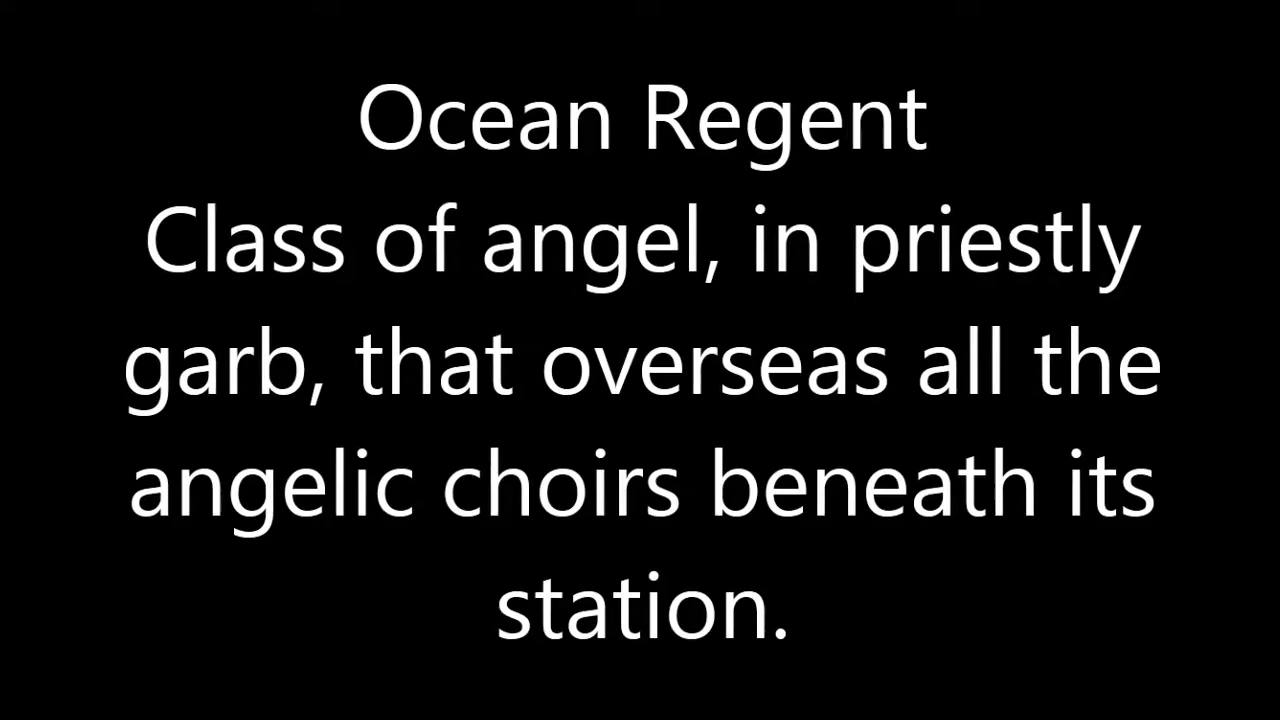 Ocean Regent
Class of angel, in priestly
garb, that overseas all the
angelic choirs beneath its
station.